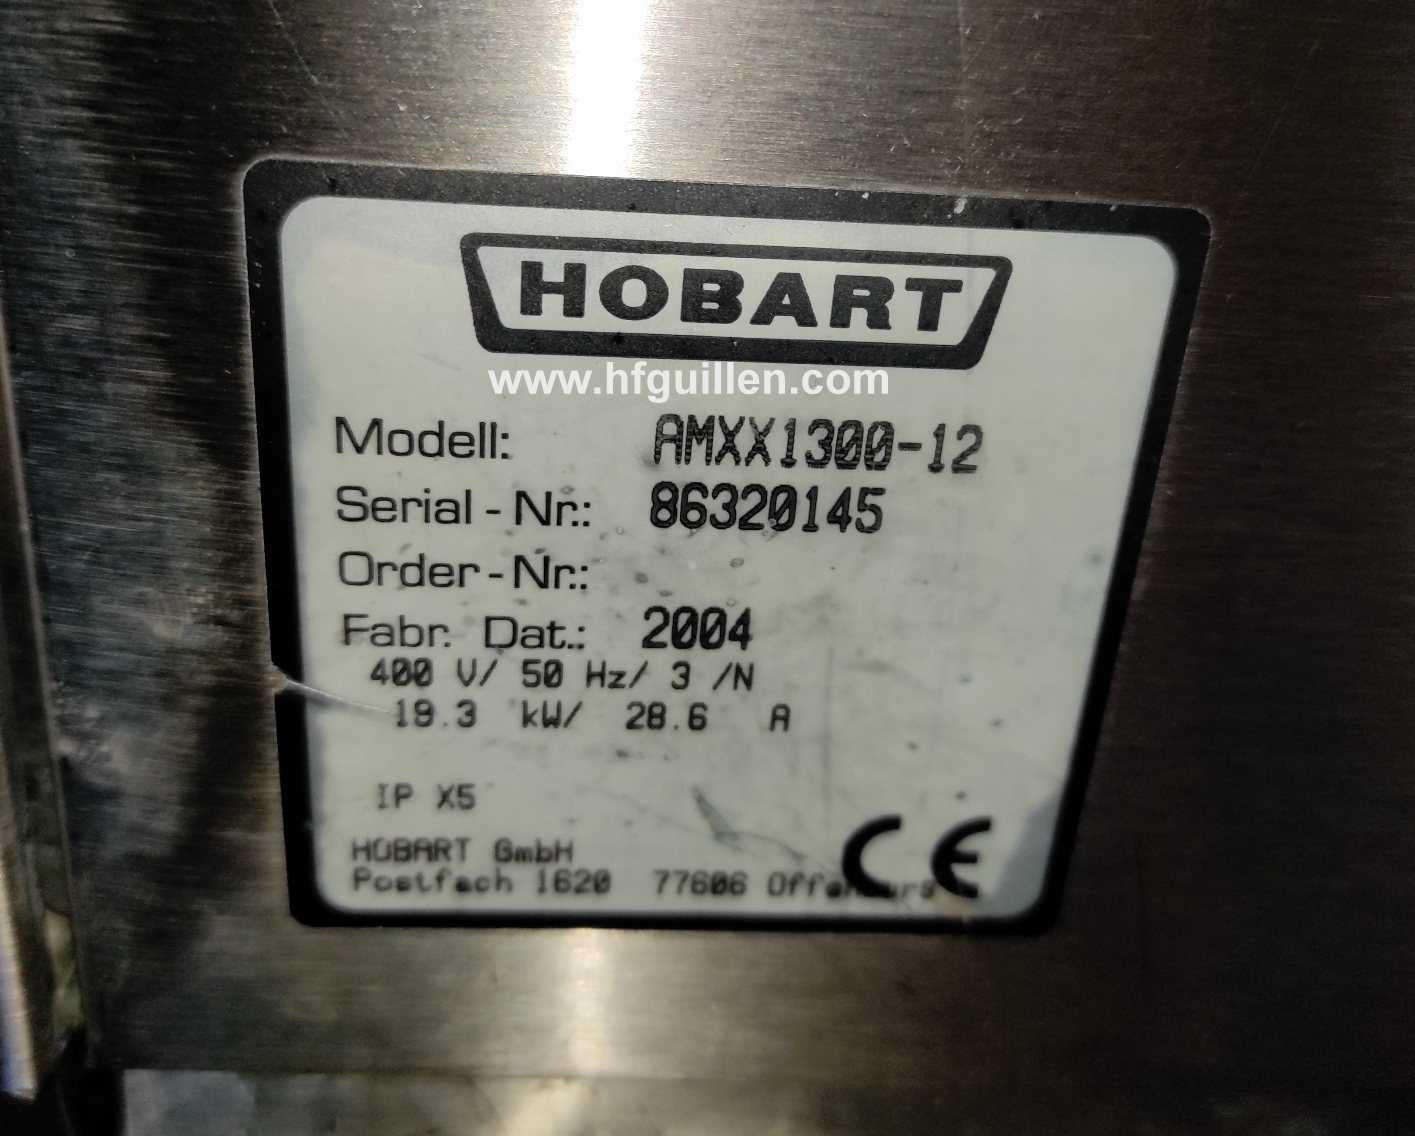 HOBART
www.hfguillen.com
Modell: AMXX1300-12
Serial-Nr.: 86320145
Order-Nr.:
Fabr. Dat.: 2004
400 V/ 50 Hz/ 3 /N
19.3 kW/ 28.6 A
IP X5
CE
HOBART GmbH
Postfach 1620 77606 Offenburg